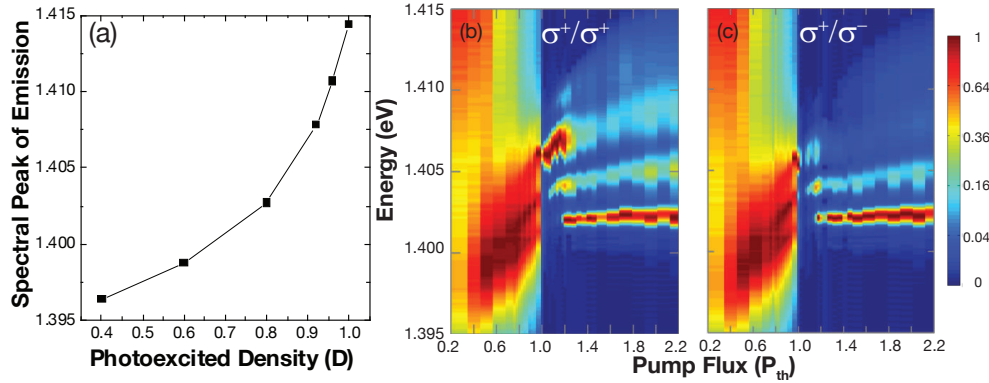 (a)
Spectral Peak of Emission
1.415
1.410
1.405
1.400
1.395
0.4 0.5 0.6 0.7 0.8 0.9 1.0
Photoexcited Density (D)
(b) σ⁺/σ⁺
Energy (eV)
1.415
1.410
1.405
1.400
1.395
0.2 0.6 1.0 1.4 1.8 2.2
(c) σ⁺/σ⁻
0.2 0.6 1.0 1.4 1.8 2.2
Pump Flux (Pth)
1
0.64
0.36
0.16
0.04
0